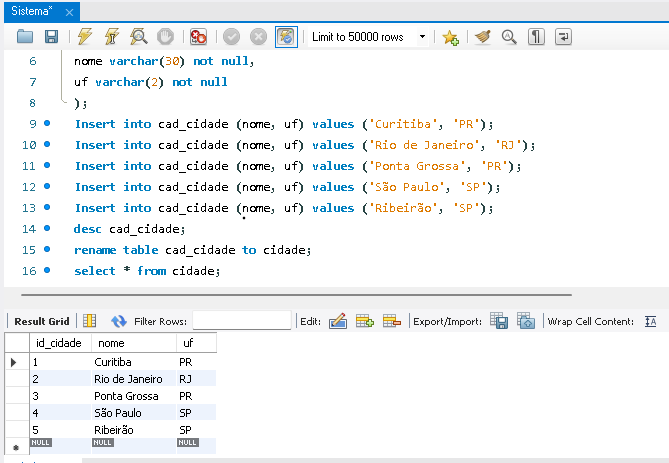 Sistema*
Limit to 50000 rows
6 nome varchar(30) not null,
7 uf varchar(2) not null
8 );
9 Insert into cad_cidade (nome, uf) values ('Curitiba', 'PR');
10 Insert into cad_cidade (nome, uf) values ('Rio de Janeiro', 'RJ');
11 Insert into cad_cidade (nome, uf) values ('Ponta Grossa', 'PR');
12 Insert into cad_cidade (nome, uf) values ('São Paulo', 'SP');
13 Insert into cad_cidade (nome, uf) values ('Ribeirão', 'SP');
14 desc cad_cidade;
15 rename table cad_cidade to cidade;
16 select * from cidade;
Result Grid Filter Rows: Edit: Export/Import: Wrap Cell Content: IA
id_cidade nome uf
1 Curitiba PR
2 Rio de Janeiro RJ
3 Ponta Grossa PR
4 São Paulo SP
5 Ribeirão SP
NULL NULL NULL